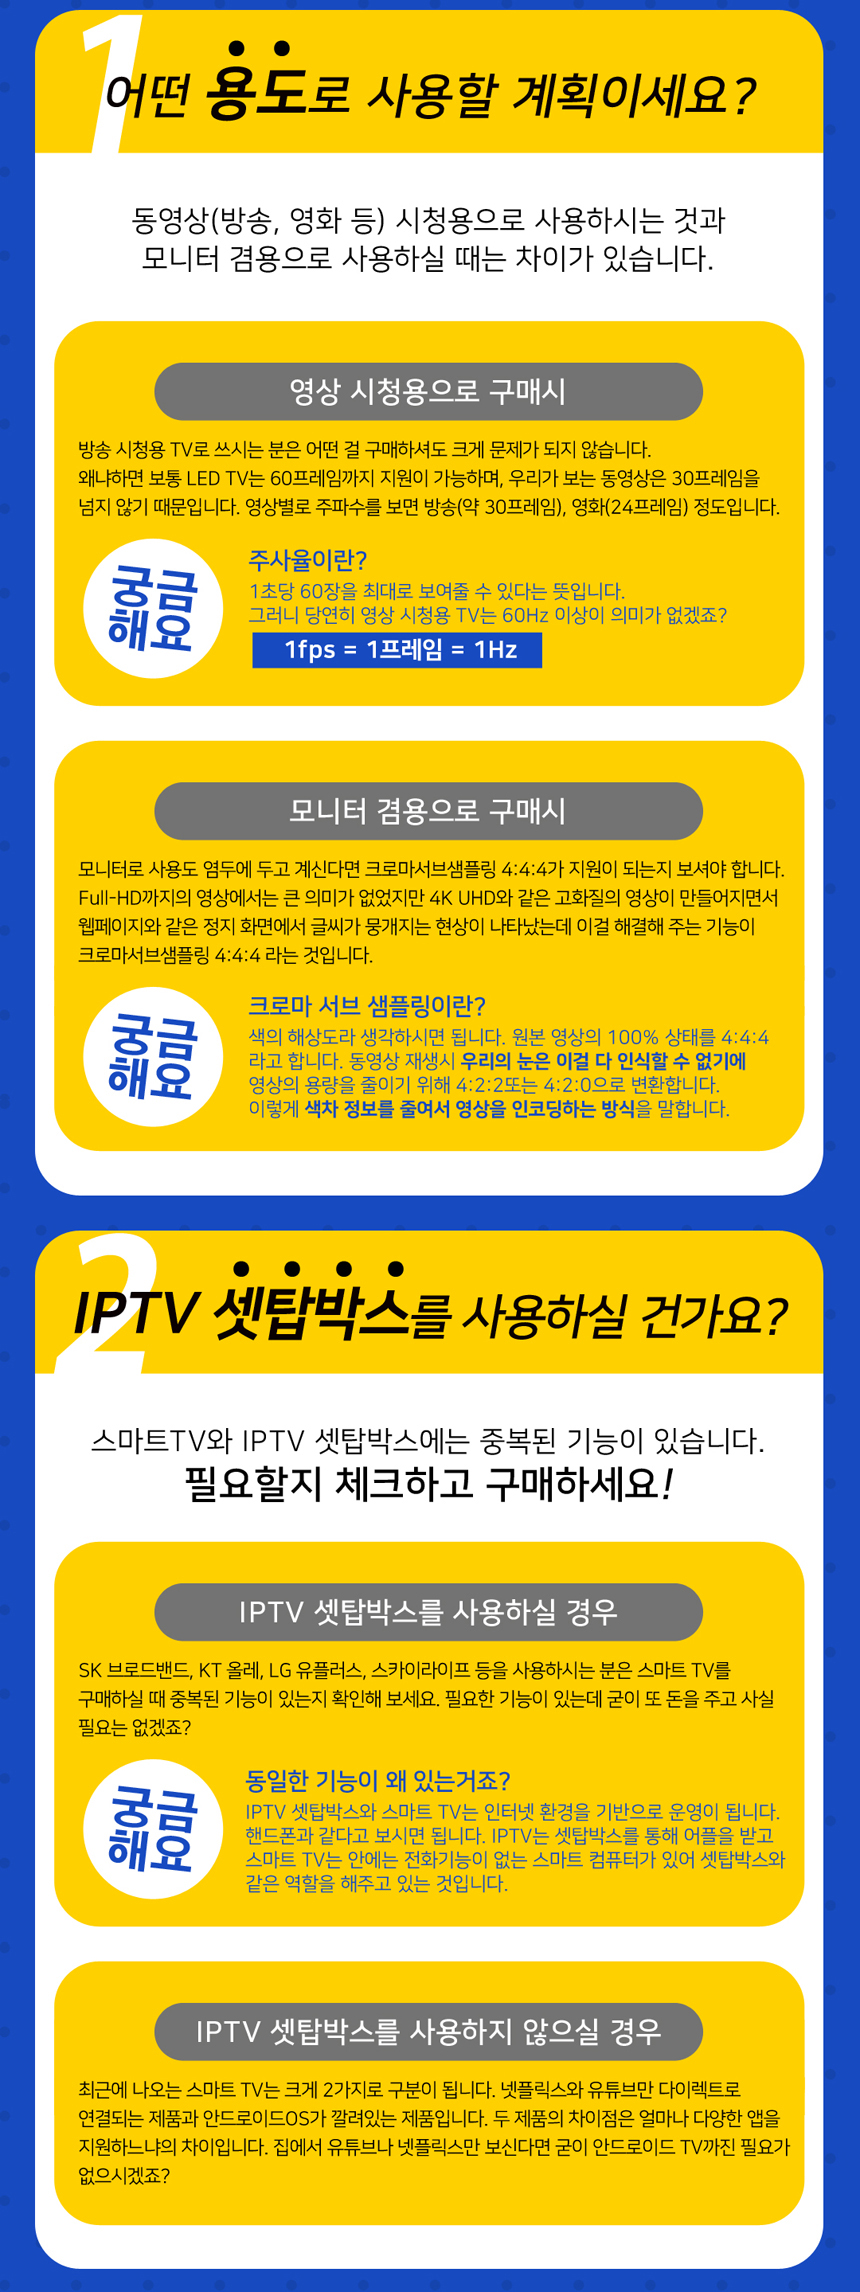 1
어떤 용도로 사용할 계획이세요?
동영상(방송, 영화 등) 시청용으로 사용하시는 것과
모니터 겸용으로 사용하실 때는 차이가 있습니다.
영상 시청용으로 구매시
방송 시청용 TV로 쓰시는 분은 어떤 걸 구매하셔도 크게 문제가 되지 않습니다.
왜냐하면 보통 LED TV는 60프레임까지 지원이 가능하며, 우리가 보는 동영상은 30프레임을
넘지 않기 때문입니다. 영상별로 주파수를 보면 방송(약 30프레임), 영화(24프레임) 정도입니다.
궁금
해요
주사율이란?
1초당 60장을 최대로 보여줄 수 있다는 뜻입니다.
그러니 당연히 영상 시청용 TV는 60Hz 이상이 의미가 없겠죠?
1fps = 1프레임 = 1Hz
모니터 겸용으로 구매시
모니터로 사용도 염두에 두고 계신다면 크로마서브샘플링 4:4:4가 지원이 되는지 보셔야 합니다.
Full-HD까지의 영상에서는 큰 의미가 없었지만 4K UHD와 같은 고화질의 영상이 만들어지면서
웹페이지와 같은 정지 화면에서 글씨가 뭉개지는 현상이 나타났는데 이걸 해결해 주는 기능이
크로마서브샘플링 4:4:4 라는 것입니다.
궁금
해요
크로마 서브 샘플링이란?
색의 해상도라 생각하시면 됩니다. 원본 영상의 100% 상태를 4:4:4
라고 합니다. 동영상 재생시 우리의 눈은 이걸 다 인식할 수 없기에
영상의 용량을 줄이기 위해 4:2:2또는 4:2:0으로 변환합니다.
이렇게 색차 정보를 줄여서 영상을 인코딩하는 방식을 말합니다.
2
IPTV 셋탑박스를 사용하실 건가요?
스마트TV와 IPTV 셋탑박스에는 중복된 기능이 있습니다.
필요할지 체크하고 구매하세요!
IPTV 셋탑박스를 사용하실 경우
SK 브로드밴드, KT 올레, LG 유플러스, 스카이라이프 등을 사용하시는 분은 스마트 TV를
구매하실 때 중복된 기능이 있는지 확인해 보세요. 필요한 기능이 있는데 굳이 또 돈을 주고 사실
필요는 없겠죠?
궁금
해요
동일한 기능이 왜 있는거죠?
IPTV 셋탑박스와 스마트 TV는 인터넷 환경을 기반으로 운영이 됩니다.
핸드폰과 같다고 보시면 됩니다. IPTV는 셋탑박스를 통해 어플을 받고
스마트 TV는 안에는 전화기능이 없는 스마트 컴퓨터가 있어 셋탑박스와
같은 역할을 해주고 있는 것입니다.
IPTV 셋탑박스를 사용하지 않으실 경우
최근에 나오는 스마트 TV는 크게 2가지로 구분이 됩니다. 넷플릭스와 유튜브만 다이렉트로
연결되는 제품과 안드로이드OS가 깔려있는 제품입니다. 두 제품의 차이점은 얼마나 다양한 앱을
지원하느냐의 차이입니다. 집에서 유튜브나 넷플릭스만 보신다면 굳이 안드로이드 TV까진 필요가
없으시겠죠?